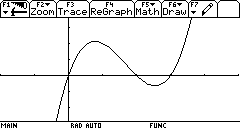 F1 F2 F3 F4 F5 F6 F7
Zoom Trace ReGraph Math Draw
MAIN RAD AUTO FUNC